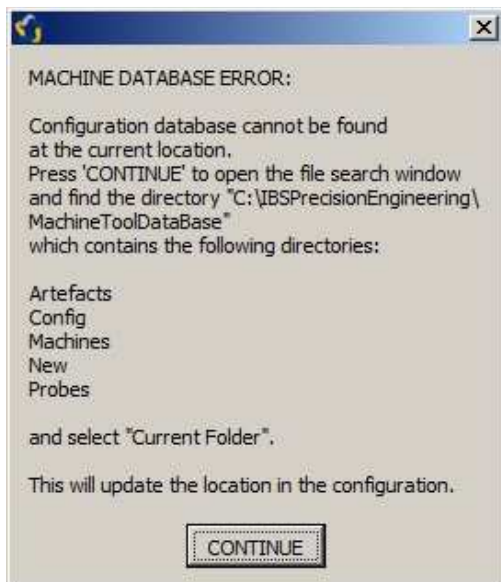 MACHINE DATABASE ERROR:
Configuration database cannot be found
at the current location.
Press 'CONTINUE' to open the file search window
and find the directory "C:\IBSPrecisionEngineering\
MachineToolDataBase"
which contains the following directories:
Artefacts
Config
Machines
New
Probes
and select "Current Folder".
This will update the location in the configuration.
CONTINUE